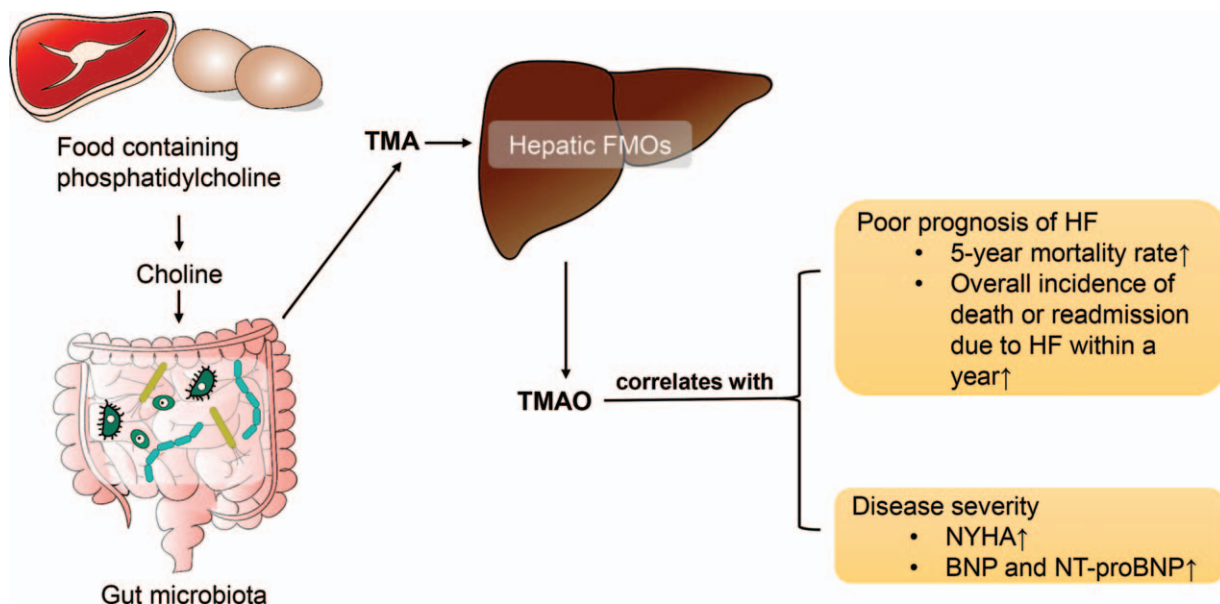 Food containing
phosphatidylcholine
Choline
Gut microbiota
TMA
Hepatic FMOs
TMAO
correlates with
Poor prognosis of HF
• 5-year mortality rate↑
• Overall incidence of
death or readmission
due to HF within a
year↑
Disease severity
• NYHA↑
• BNP and NT-proBNP↑